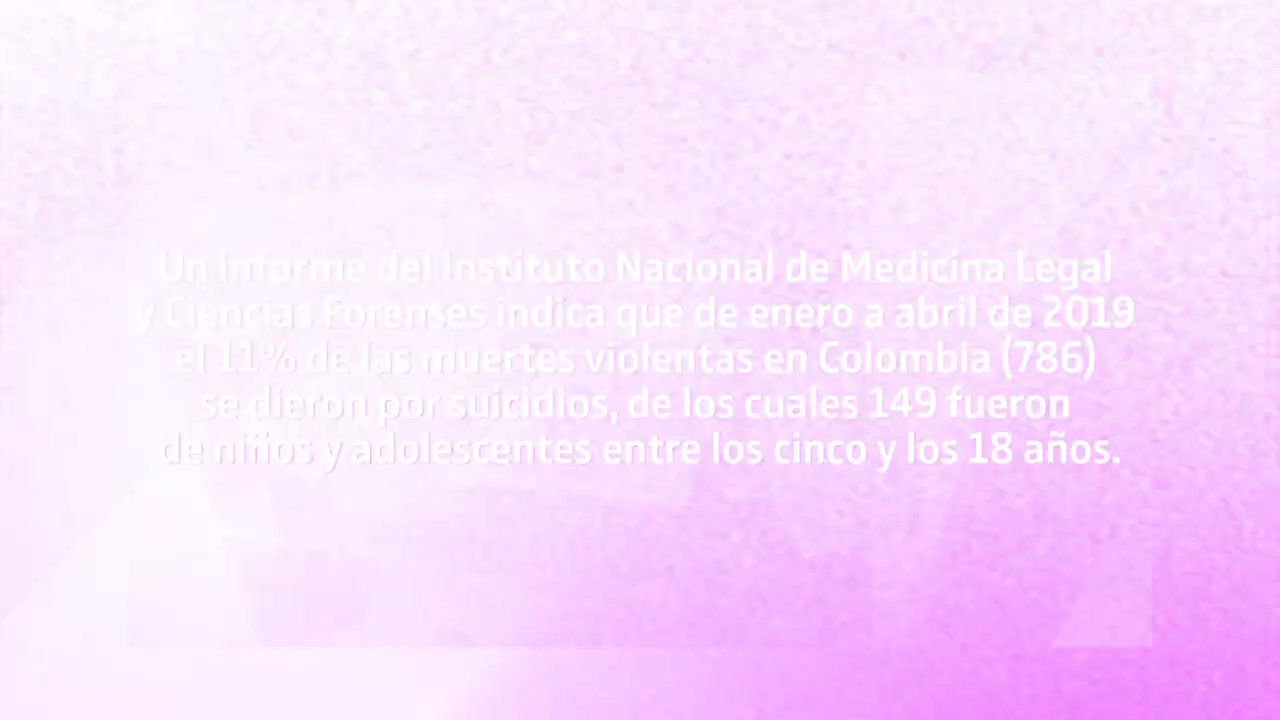 Un informe del Instituto Nacional de Medicina Legal
y Ciencias Forenses indica que de enero a abril de 2019
el 11% de las muertes violentas en Colombia (786)
se dieron por suicidios, de los cuales 149 fueron
de niños y adolescentes entre los cinco y los 18 años.